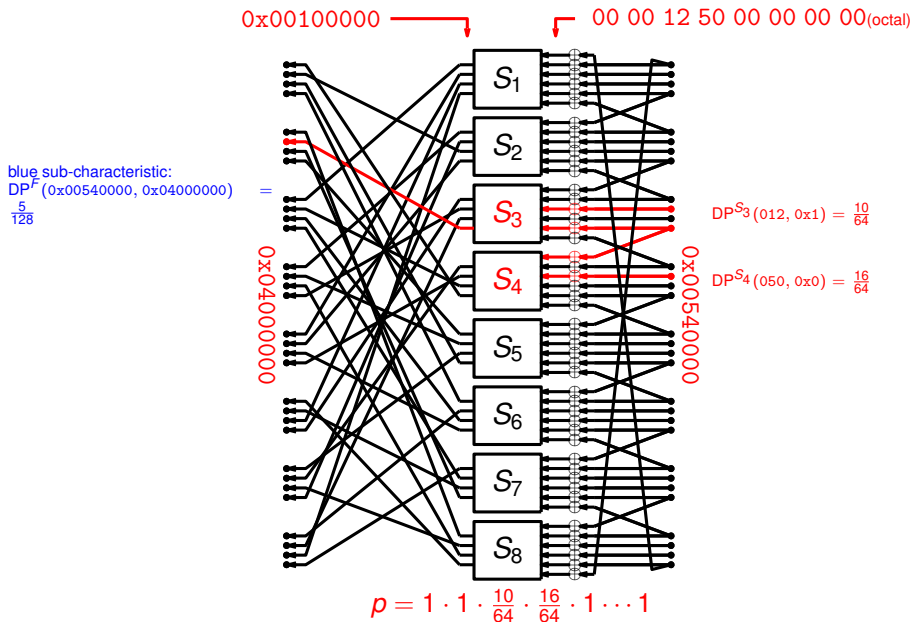 0x00100000
00 00 12 50 00 00 00 00(octal)
S1
S2
blue sub-characteristic:
DP^F(0x00540000, 0x04000000) =
5/128
S3
DP^S3(012, 0x1) = 10/64
0x04000000
S4
0x00540000
DP^S4(050, 0x0) = 16/64
S5
S6
S7
S8
p = 1 · 1 · 10/64 · 16/64 · 1 · · · 1